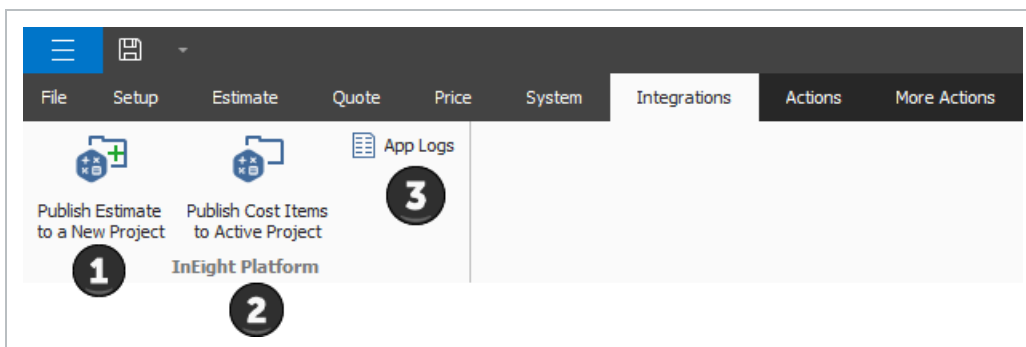 File Setup Estimate Quote Price System Integrations Actions More Actions
App Logs
3
Publish Estimate
to a New Project
Publish Cost Items
to Active Project
1
InEight Platform
2